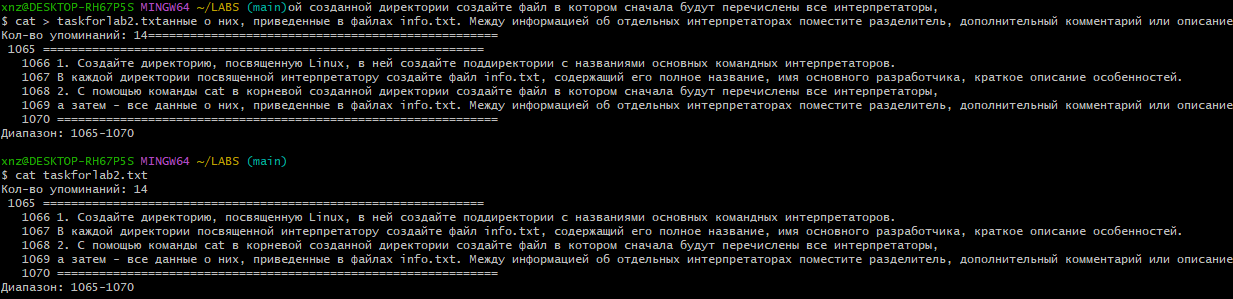 xnz@DESKTOP-RH67P5S MINGW64 ~/LABS (main)ой созданной директории создайте файл в котором сначала будут перечислены все интерпретаторы,
$ cat > taskforlab2.txtанные о них, приведенные в файлах info.txt. Между информацией об отдельных интерпретаторах поместите разделитель, дополнительный комментарий или описание
Кол-во упоминаний: 14==================================================
1065 ===============================================================
1066 1. Создайте директорию, посвященную Linux, в ней создайте поддиректории с названиями основных командных интерпретаторов.
1067 В каждой директории посвященной интерпретатору создайте файл info.txt, содержащий его полное название, имя основного разработчика, краткое описание особенностей.
1068 2. С помощью команды cat в корневой созданной директории создайте файл в котором сначала будут перечислены все интерпретаторы,
1069 а затем - все данные о них, приведенные в файлах info.txt. Между информацией об отдельных интерпретаторах поместите разделитель, дополнительный комментарий или описание
1070 ===============================================================
Диапазон: 1065-1070
xnz@DESKTOP-RH67P5S MINGW64 ~/LABS (main)
$ cat taskforlab2.txt
Кол-во упоминаний: 14
1065 ===============================================================
1066 1. Создайте директорию, посвященную Linux, в ней создайте поддиректории с названиями основных командных интерпретаторов.
1067 В каждой директории посвященной интерпретатору создайте файл info.txt, содержащий его полное название, имя основного разработчика, краткое описание особенностей.
1068 2. С помощью команды cat в корневой созданной директории создайте файл в котором сначала будут перечислены все интерпретаторы,
1069 а затем - все данные о них, приведенные в файлах info.txt. Между информацией об отдельных интерпретаторах поместите разделитель, дополнительный комментарий или описание
1070 ===============================================================
Диапазон: 1065-1070